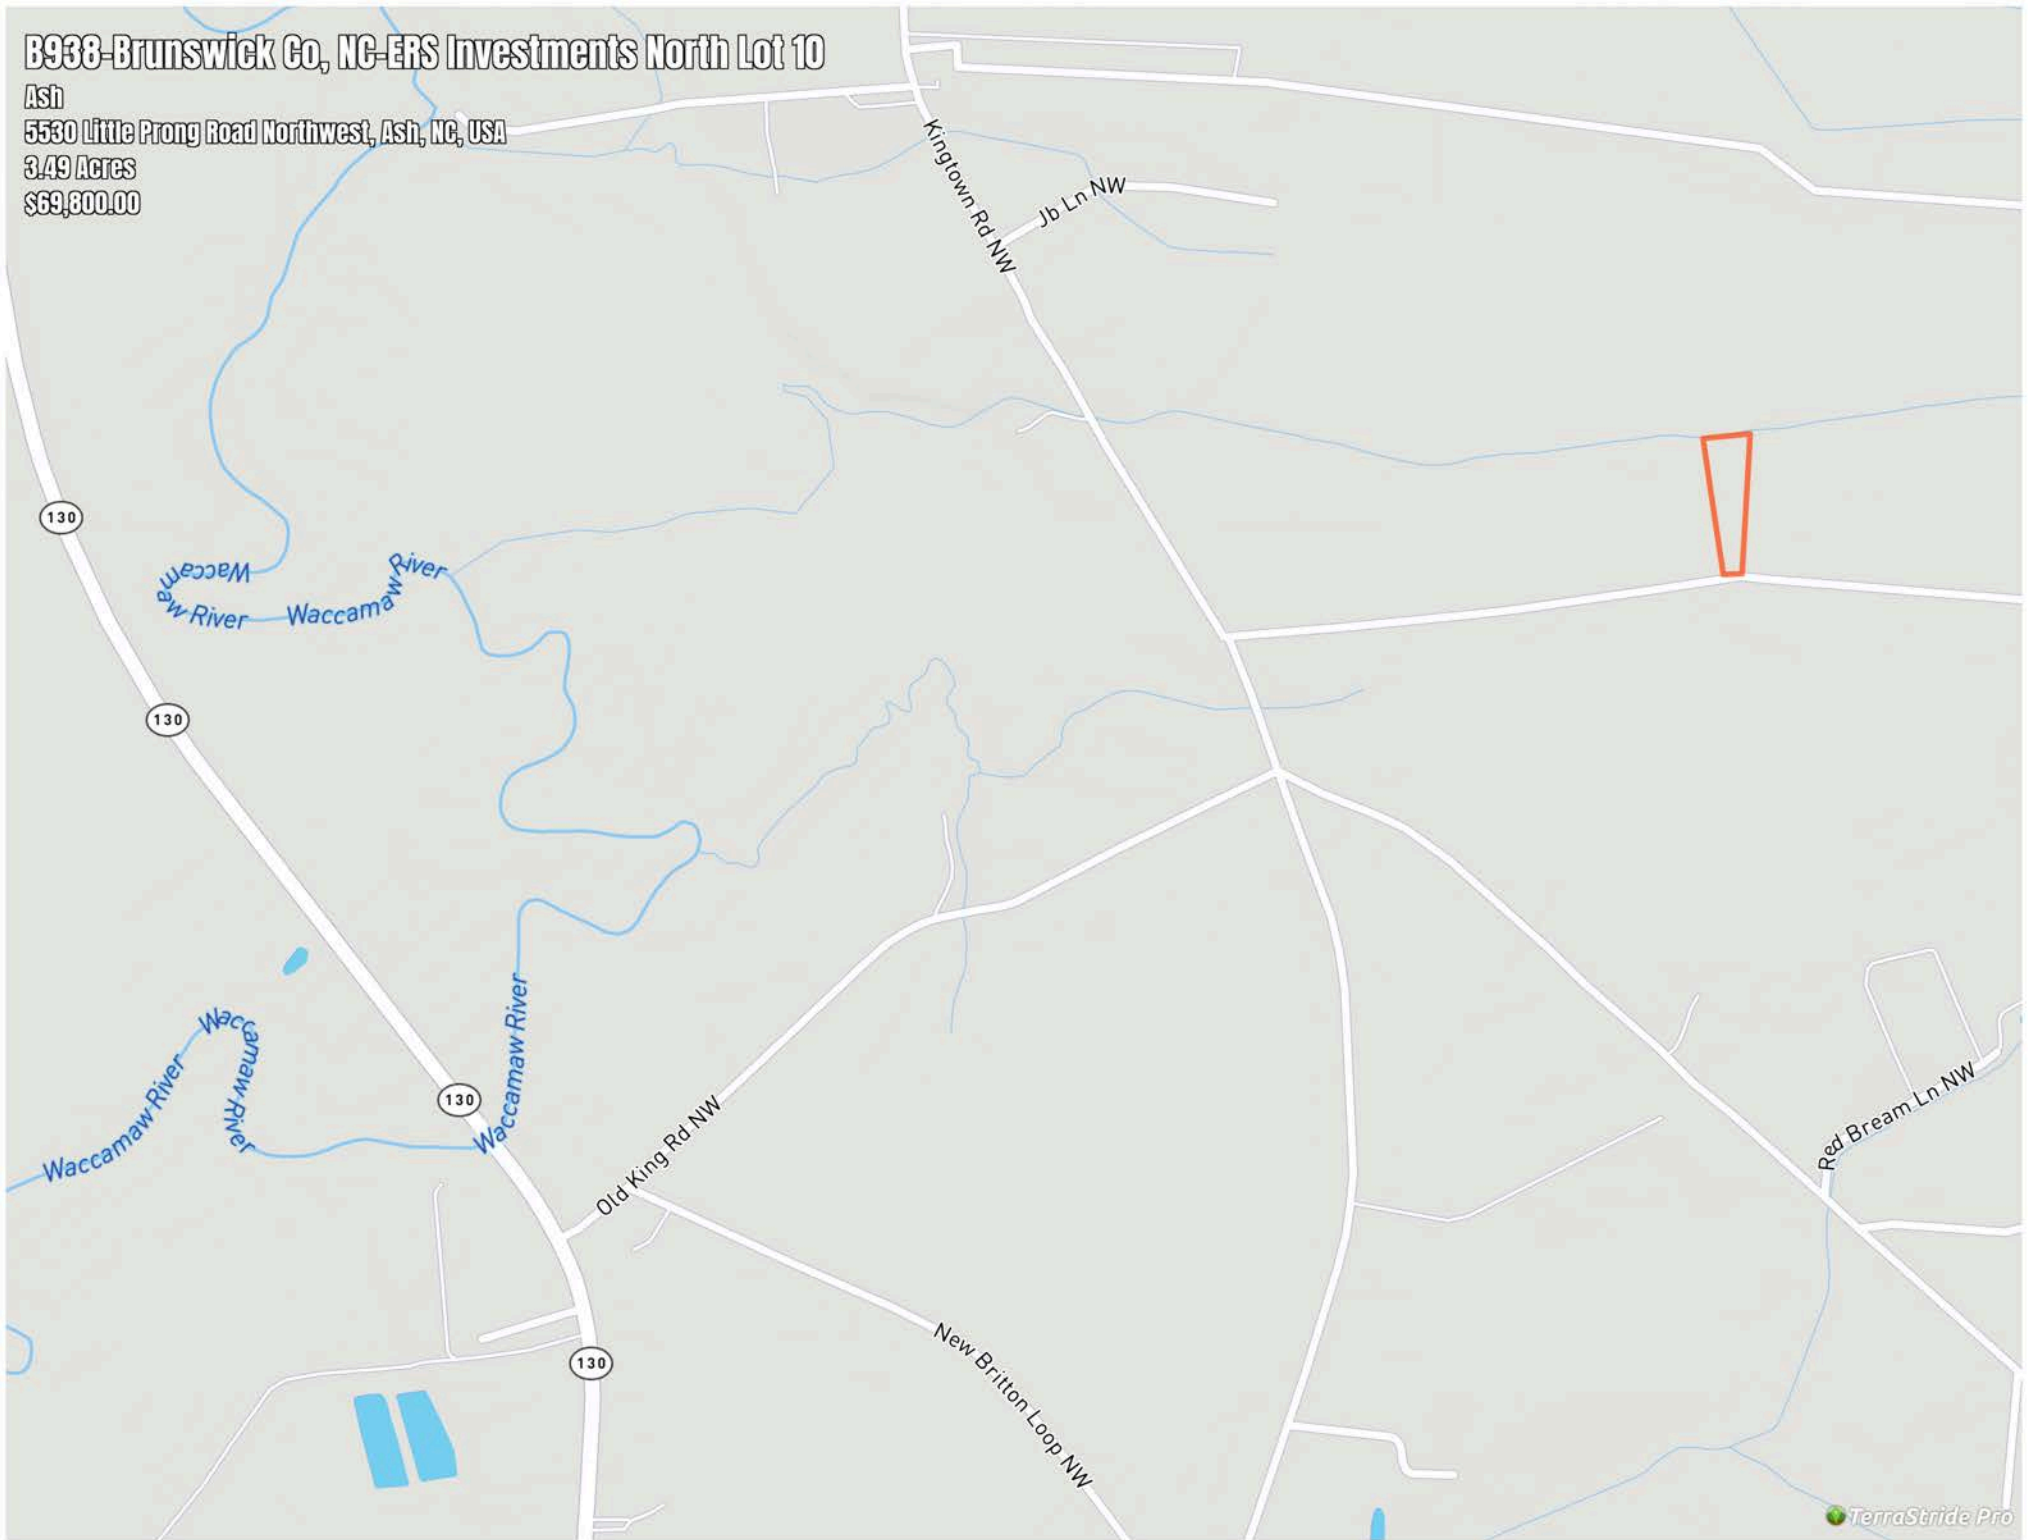 B938-Brunswick Co, NC-ERS Investments North Lot 10
Ash
5530 Little Prong Road Northwest, Ash, NC, USA
3.49 Acres
$69,800.00
Kingtown Rd NW
Jb Ln NW
130
Waccamaw River
Waccamaw River
130
Waccamaw River
Waccamaw River
Waccamaw River
130
Old King Rd NW
Red Bream Ln NW
New Britton Loop NW
130
TerraStride Pro